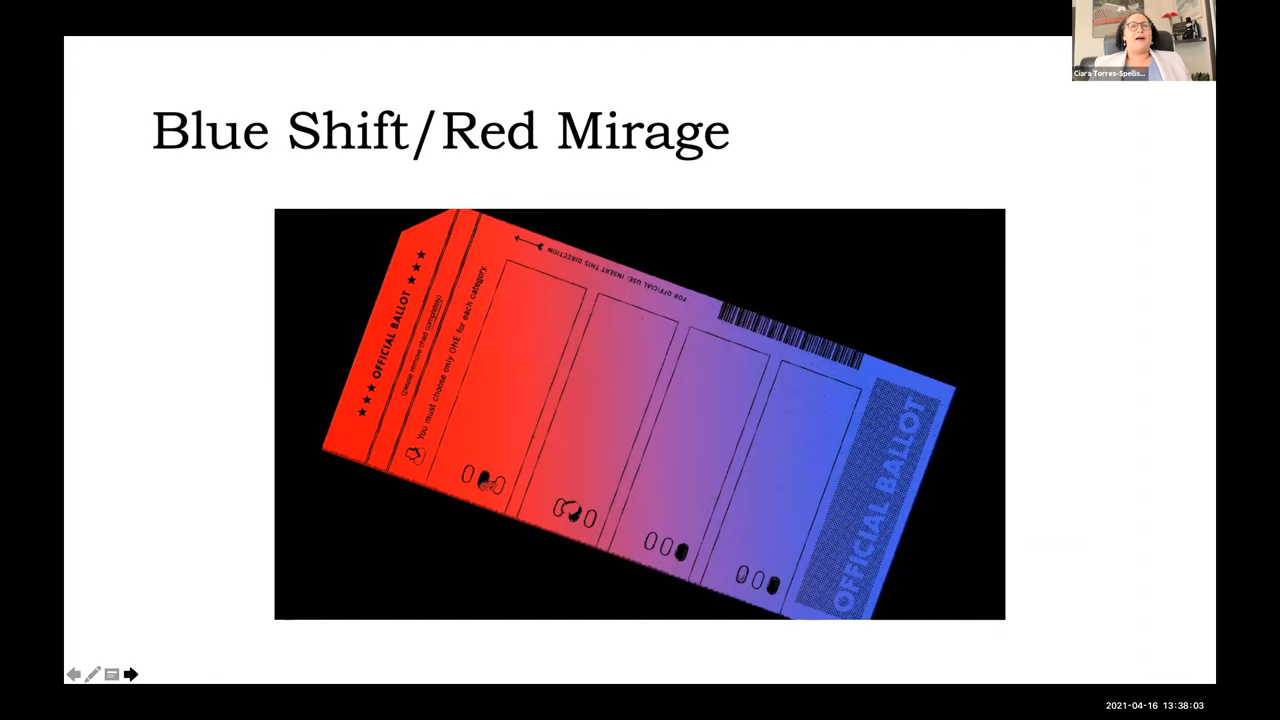 Ciara Torres-Spellis...
Blue Shift/Red Mirage
★★★ OFFICIAL BALLOT ★★★
(please remove chad completely)
You must choose only ONE for each category.
FOR OFFICIAL USE: INSERT THIS DIRECTION
OFFICIAL BALLOT
2021-04-16 13:38:03